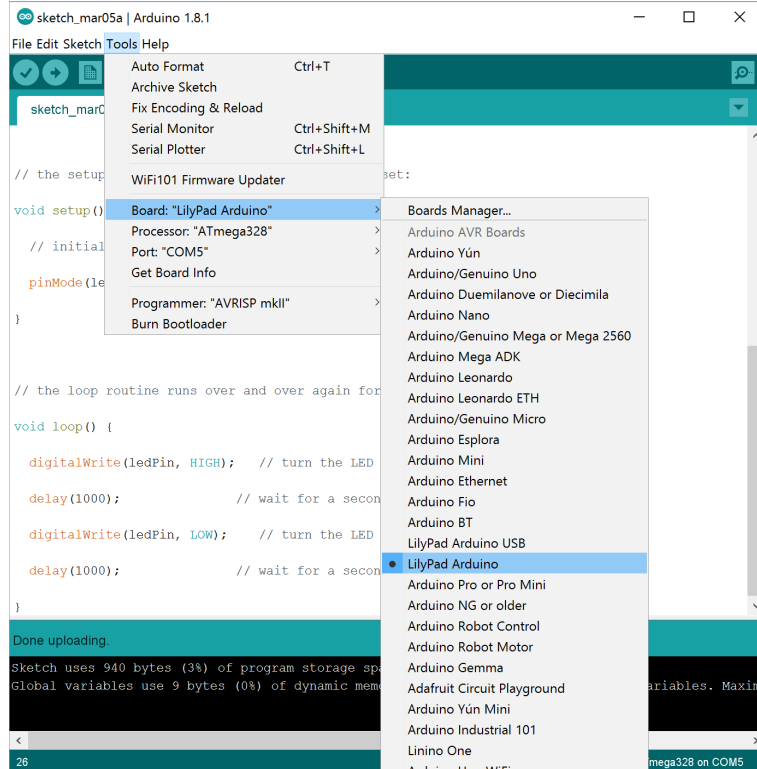 sketch_mar05a | Arduino 1.8.1
File Edit Sketch Tools Help
Auto Format Ctrl+T
Archive Sketch
Fix Encoding & Reload
Serial Monitor Ctrl+Shift+M
Serial Plotter Ctrl+Shift+L
WiFi101 Firmware Updater
Board: "LilyPad Arduino"
Processor: "ATmega328"
Port: "COM5"
Get Board Info
Programmer: "AVRISP mkII"
Burn Bootloader
Boards Manager...
Arduino AVR Boards
Arduino Yún
Arduino/Genuino Uno
Arduino Duemilanove or Diecimila
Arduino Nano
Arduino/Genuino Mega or Mega 2560
Arduino Mega ADK
Arduino Leonardo
Arduino Leonardo ETH
Arduino/Genuino Micro
Arduino Esplora
Arduino Mini
Arduino Ethernet
Arduino Fio
Arduino BT
LilyPad Arduino USB
LilyPad Arduino
Arduino Pro or Pro Mini
Arduino NG or older
Arduino Robot Control
Arduino Robot Motor
Arduino Gemma
Adafruit Circuit Playground
Arduino Yún Mini
Arduino Industrial 101
Linino One
sketch_mar0
// the setup set:
void setup()
// initial
pinMode(le
}
// the loop routine runs over and over again for
void loop() {
digitalWrite(ledPin, HIGH); // turn the LED
delay(1000); // wait for a secon
digitalWrite(ledPin, LOW); // turn the LED
delay(1000); // wait for a secon
}
Done uploading.
Sketch uses 940 bytes (3%) of program storage spa
Global variables use 9 bytes (0%) of dynamic mem ariables. Maxim
26 mega328 on COM5